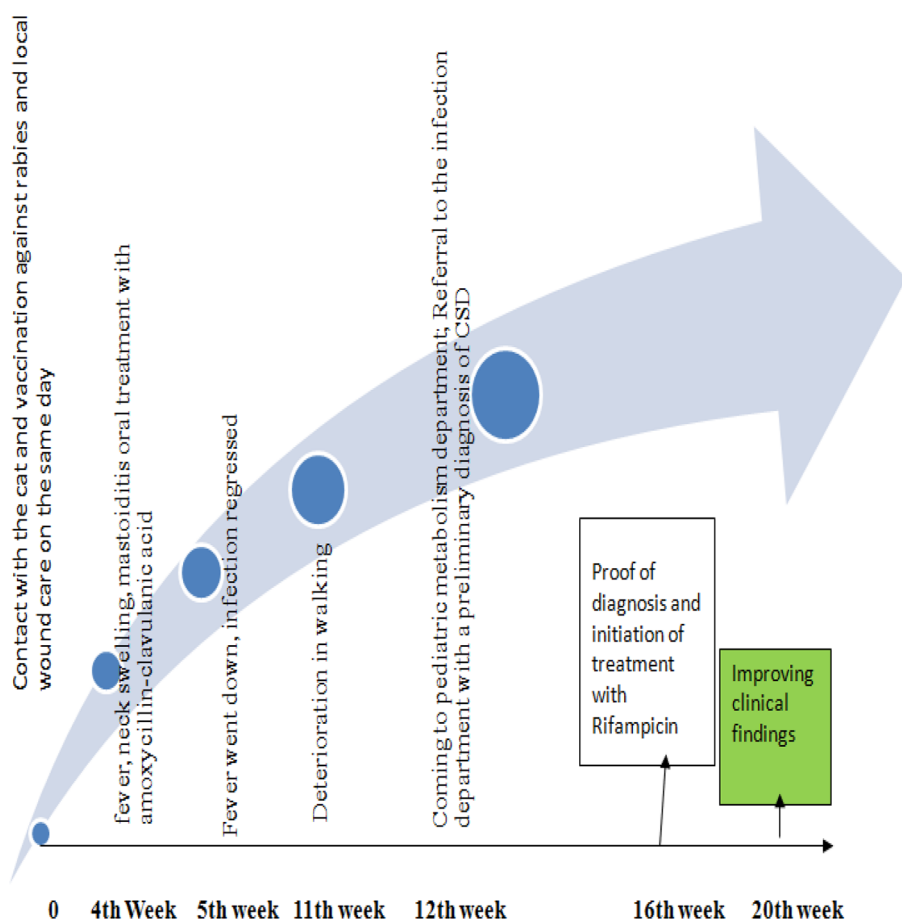 Contact with the cat and vaccination against rabies and local
wound care on the same day
fever, neck swelling, mastoiditis oral treatment with
amoxycillin-clavulanic acid
Fever went down, infection regressed
Deterioration in walking
Coming to pediatric metabolism department; Referral to the infection
department with a preliminary diagnosis of CSD
Proof of
diagnosis and
initiation of
treatment
with
Rifampicin
Improving
clinical
findings
0 4th Week 5th week 11th week 12th week 16th week 20th week